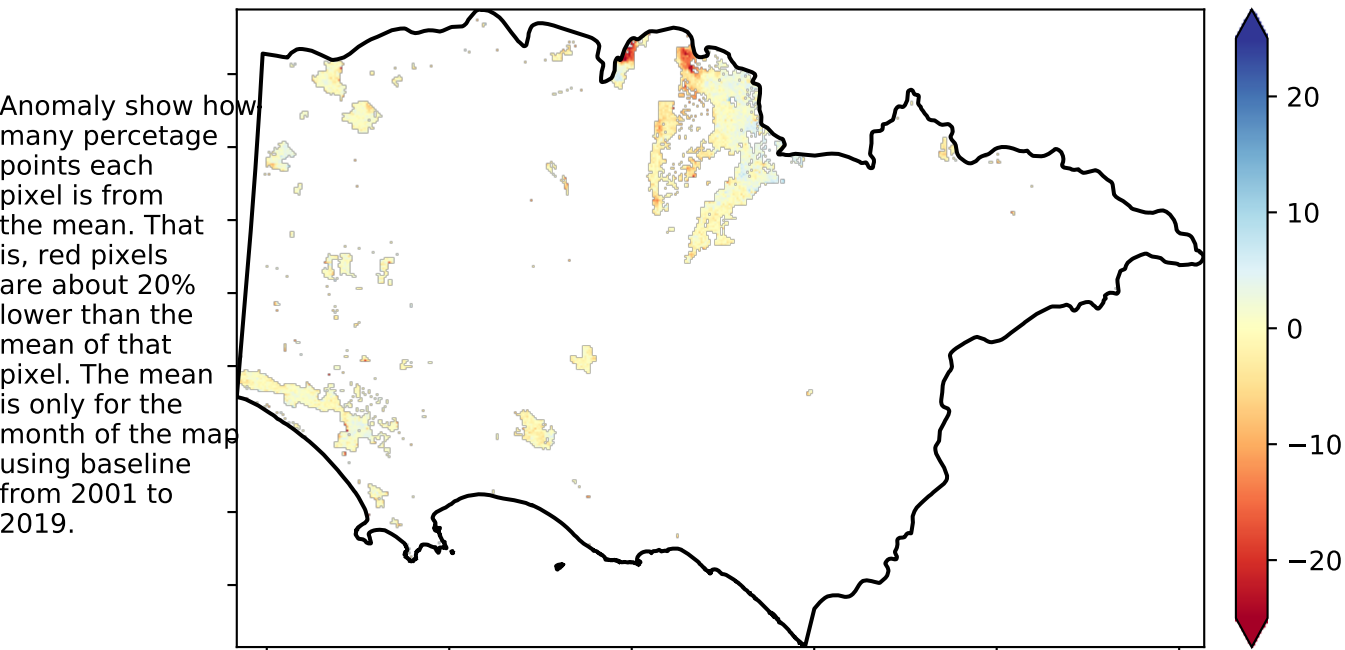 Anomaly show how
many percetage
points each
pixel is from
the mean. That
is, red pixels
are about 20%
lower than the
mean of that
pixel. The mean
is only for the
month of the map
using baseline
from 2001 to
2019.
20
10
0
−10
−20